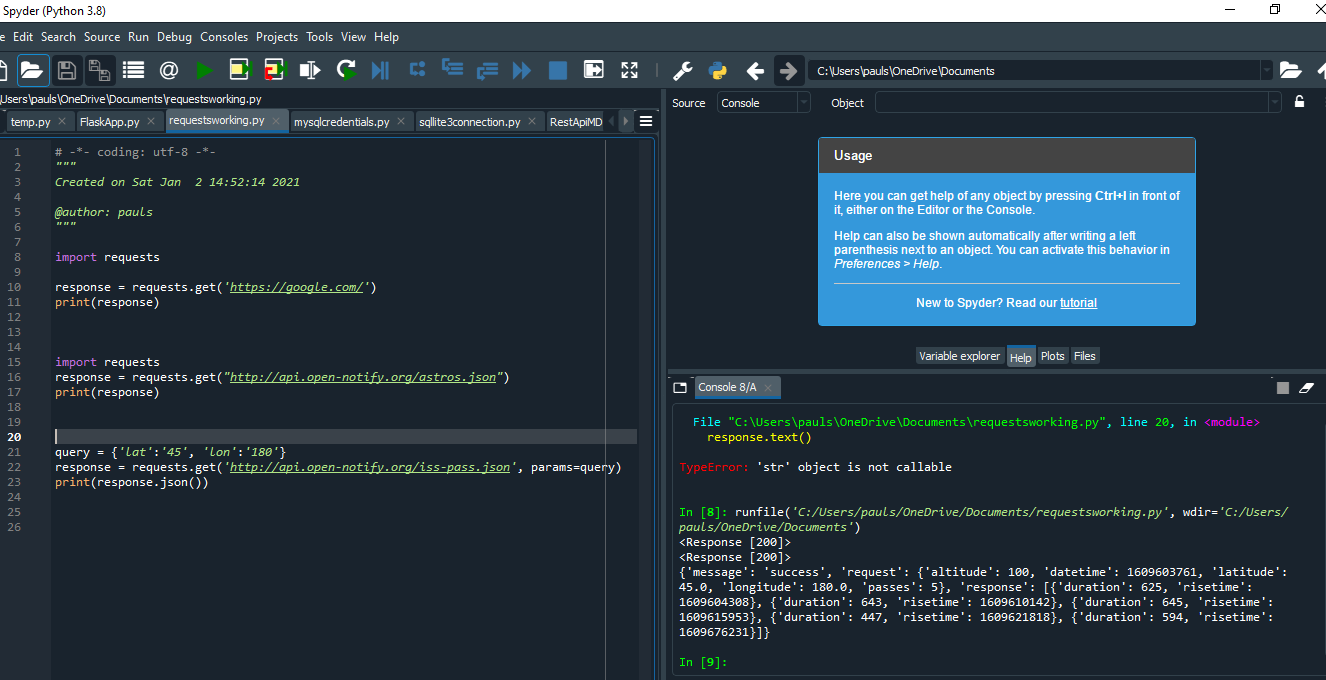 Spyder (Python 3.8)
e Edit Search Source Run Debug Consoles Projects Tools View Help
C:\Users\pauls\OneDrive\Documents
Users\pauls\OneDrive\Documents\requestsworking.py
temp.py FlaskApp.py requestsworking.py mysqlcredentials.py sqllite3connection.py RestApiMD
1 # -*- coding: utf-8 -*-
2 """
3 Created on Sat Jan  2 14:52:14 2021
4
5 @author: pauls
6 """
7
8 import requests
9
10 response = requests.get('https://google.com/')
11 print(response)
12
13
14
15 import requests
16 response = requests.get("http://api.open-notify.org/astros.json")
17 print(response)
18
19
20
21 query = {'lat':'45', 'lon':'180'}
22 response = requests.get('http://api.open-notify.org/iss-pass.json', params=query)
23 print(response.json())
24
25
26
Source Console Object
Usage
Here you can get help of any object by pressing Ctrl+I in front of
it, either on the Editor or the Console.
Help can also be shown automatically after writing a left
parenthesis next to an object. You can activate this behavior in
Preferences > Help.
New to Spyder? Read our tutorial
Variable explorer Help Plots Files
Console 8/A
File "C:\Users\pauls\OneDrive\Documents\requestsworking.py", line 20, in <module>
response.text()
TypeError: 'str' object is not callable
In [8]: runfile('C:/Users/pauls/OneDrive/Documents/requestsworking.py', wdir='C:/Users/
pauls/OneDrive/Documents')
<Response [200]>
<Response [200]>
{'message': 'success', 'request': {'altitude': 100, 'datetime': 1609603761, 'latitude':
45.0, 'longitude': 180.0, 'passes': 5}, 'response': [{'duration': 625, 'risetime':
1609604308}, {'duration': 643, 'risetime': 1609610142}, {'duration': 645, 'risetime':
1609615953}, {'duration': 447, 'risetime': 1609621818}, {'duration': 594, 'risetime':
1609676231}]}
In [9]: